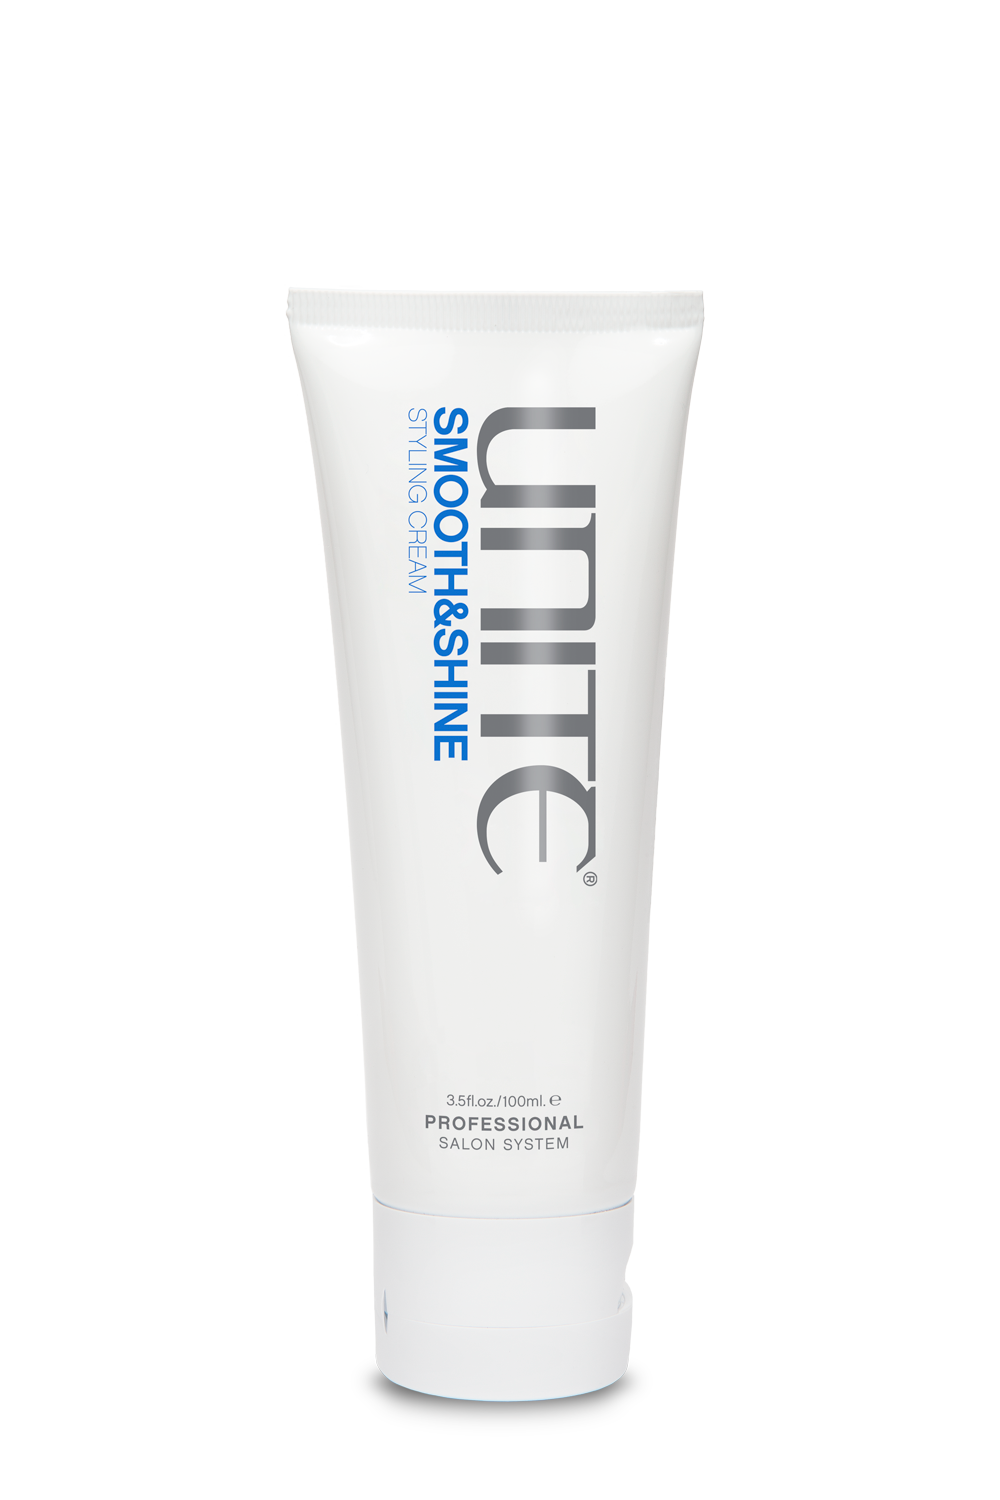 UNITE®
SMOOTH&SHINE
STYLING CREAM
3.5fl.oz./100ml. ℮
PROFESSIONAL
SALON SYSTEM